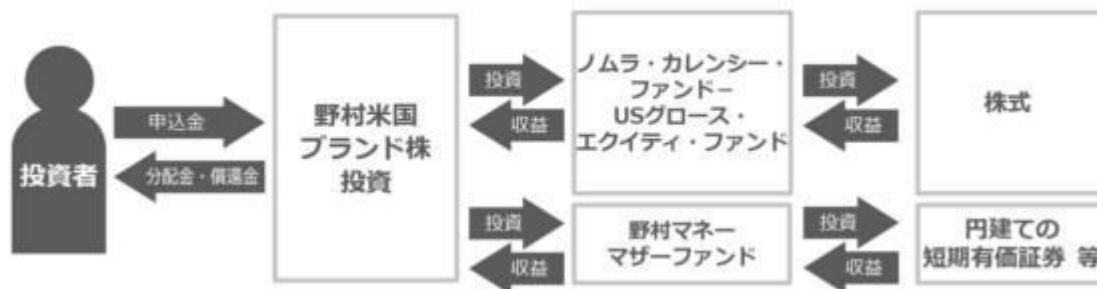 投資者
申込金
分配金・償還金
野村米国
ブランド株
投資
投資
収益
ノムラ・カレンシー・
ファンド－
USグロース・
エクイティ・ファンド
投資
収益
株式
投資
収益
野村マネー
マザーファンド
投資
収益
円建ての
短期有価証券 等